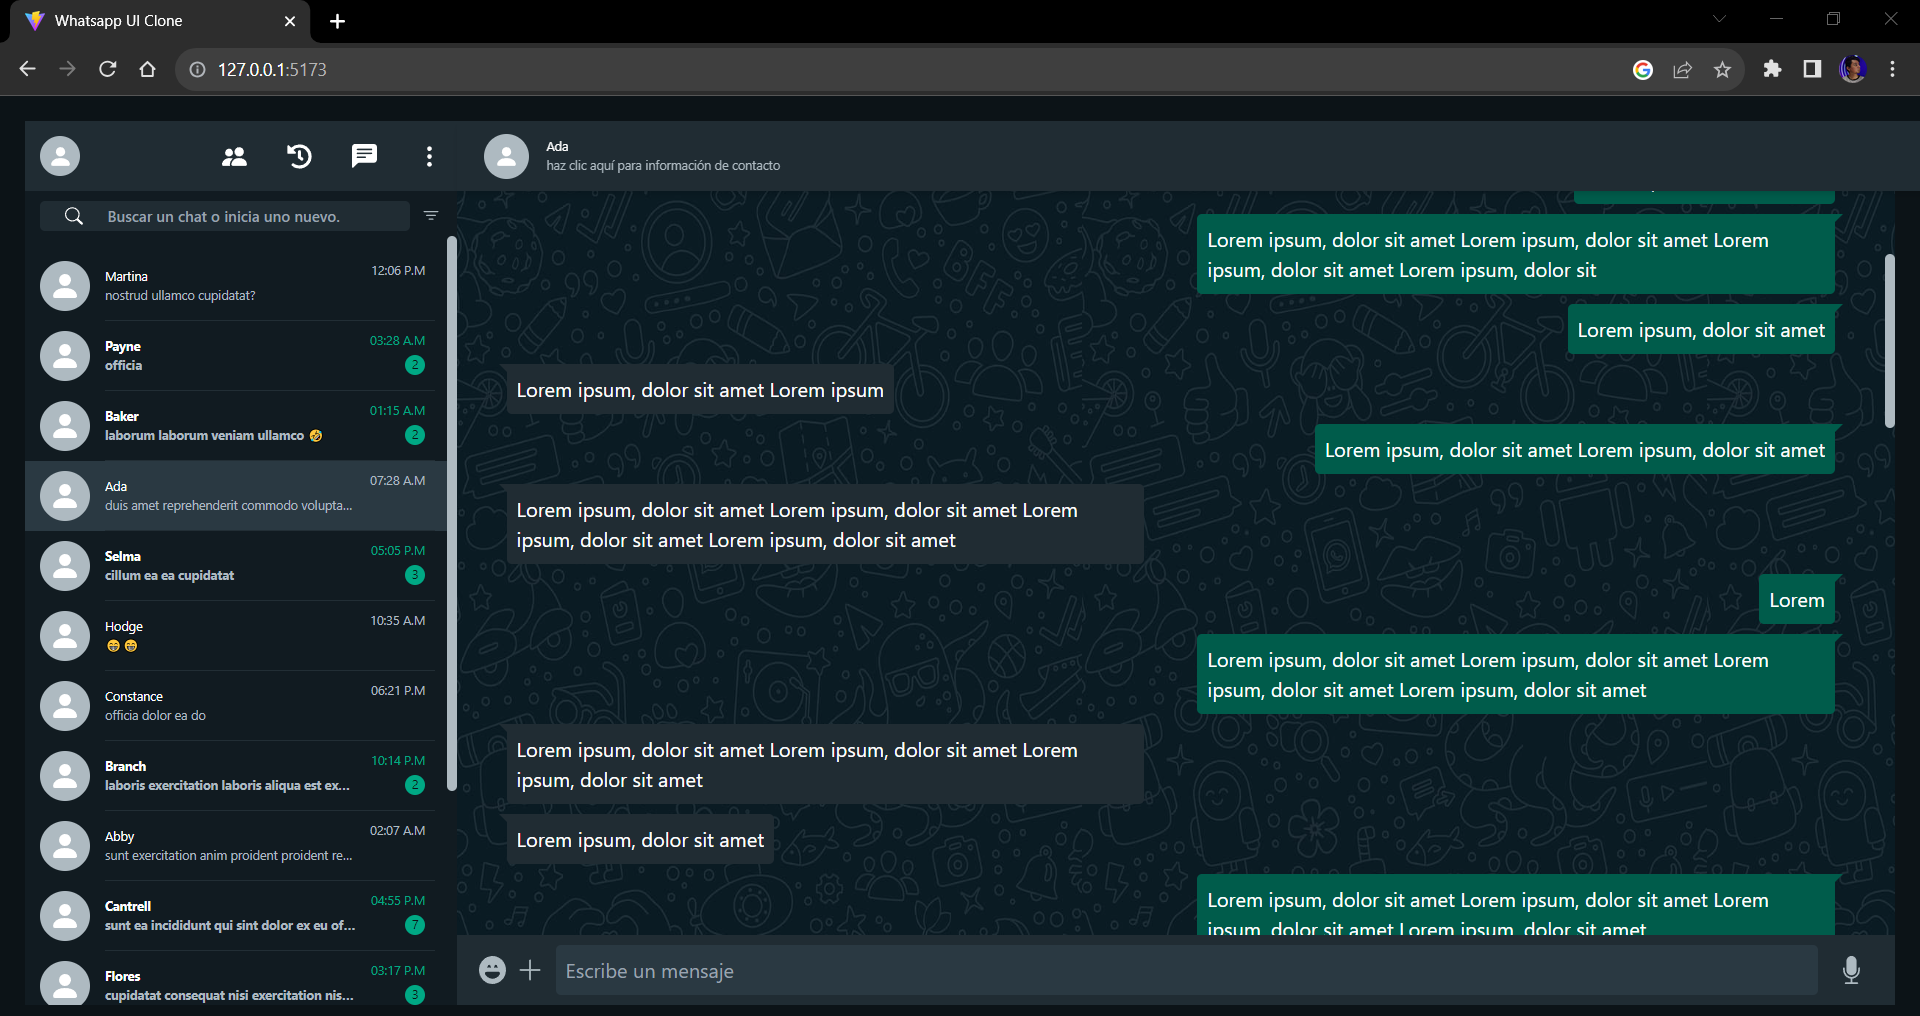 Whatsapp UI Clone
127.0.0.1:5173
Ada
haz clic aquí para información de contacto
Buscar un chat o inicia uno nuevo.
Martina 12:06 P.M
nostrud ullamco cupidatat?
Payne 03:28 A.M
officia 2
Baker 01:15 A.M
laborum laborum veniam ullamco 🤣 2
Ada 07:28 A.M
duis amet reprehenderit commodo volupta...
Selma 05:05 P.M
cillum ea ea cupidatat 3
Hodge 10:35 A.M
😁 😁
Constance 06:21 P.M
officia dolor ea do
Branch 10:14 P.M
laboris exercitation laboris aliqua est ex... 2
Abby 02:07 A.M
sunt exercitation anim proident proident re...
Cantrell 04:55 P.M
sunt ea incididunt qui sint dolor ex eu of... 7
Flores 03:17 P.M
cupidatat consequat nisi exercitation nis... 3
Lorem ipsum, dolor sit amet Lorem ipsum, dolor sit amet Lorem
ipsum, dolor sit amet Lorem ipsum, dolor sit
Lorem ipsum, dolor sit amet
Lorem ipsum, dolor sit amet Lorem ipsum
Lorem ipsum, dolor sit amet Lorem ipsum, dolor sit amet
Lorem ipsum, dolor sit amet Lorem ipsum, dolor sit amet Lorem
ipsum, dolor sit amet Lorem ipsum, dolor sit amet
Lorem
Lorem ipsum, dolor sit amet Lorem ipsum, dolor sit amet Lorem
ipsum, dolor sit amet Lorem ipsum, dolor sit amet
Lorem ipsum, dolor sit amet Lorem ipsum, dolor sit amet Lorem
ipsum, dolor sit amet
Lorem ipsum, dolor sit amet
Lorem ipsum, dolor sit amet Lorem ipsum, dolor sit amet Lorem
ipsum, dolor sit amet Lorem ipsum, dolor sit amet
Escribe un mensaje